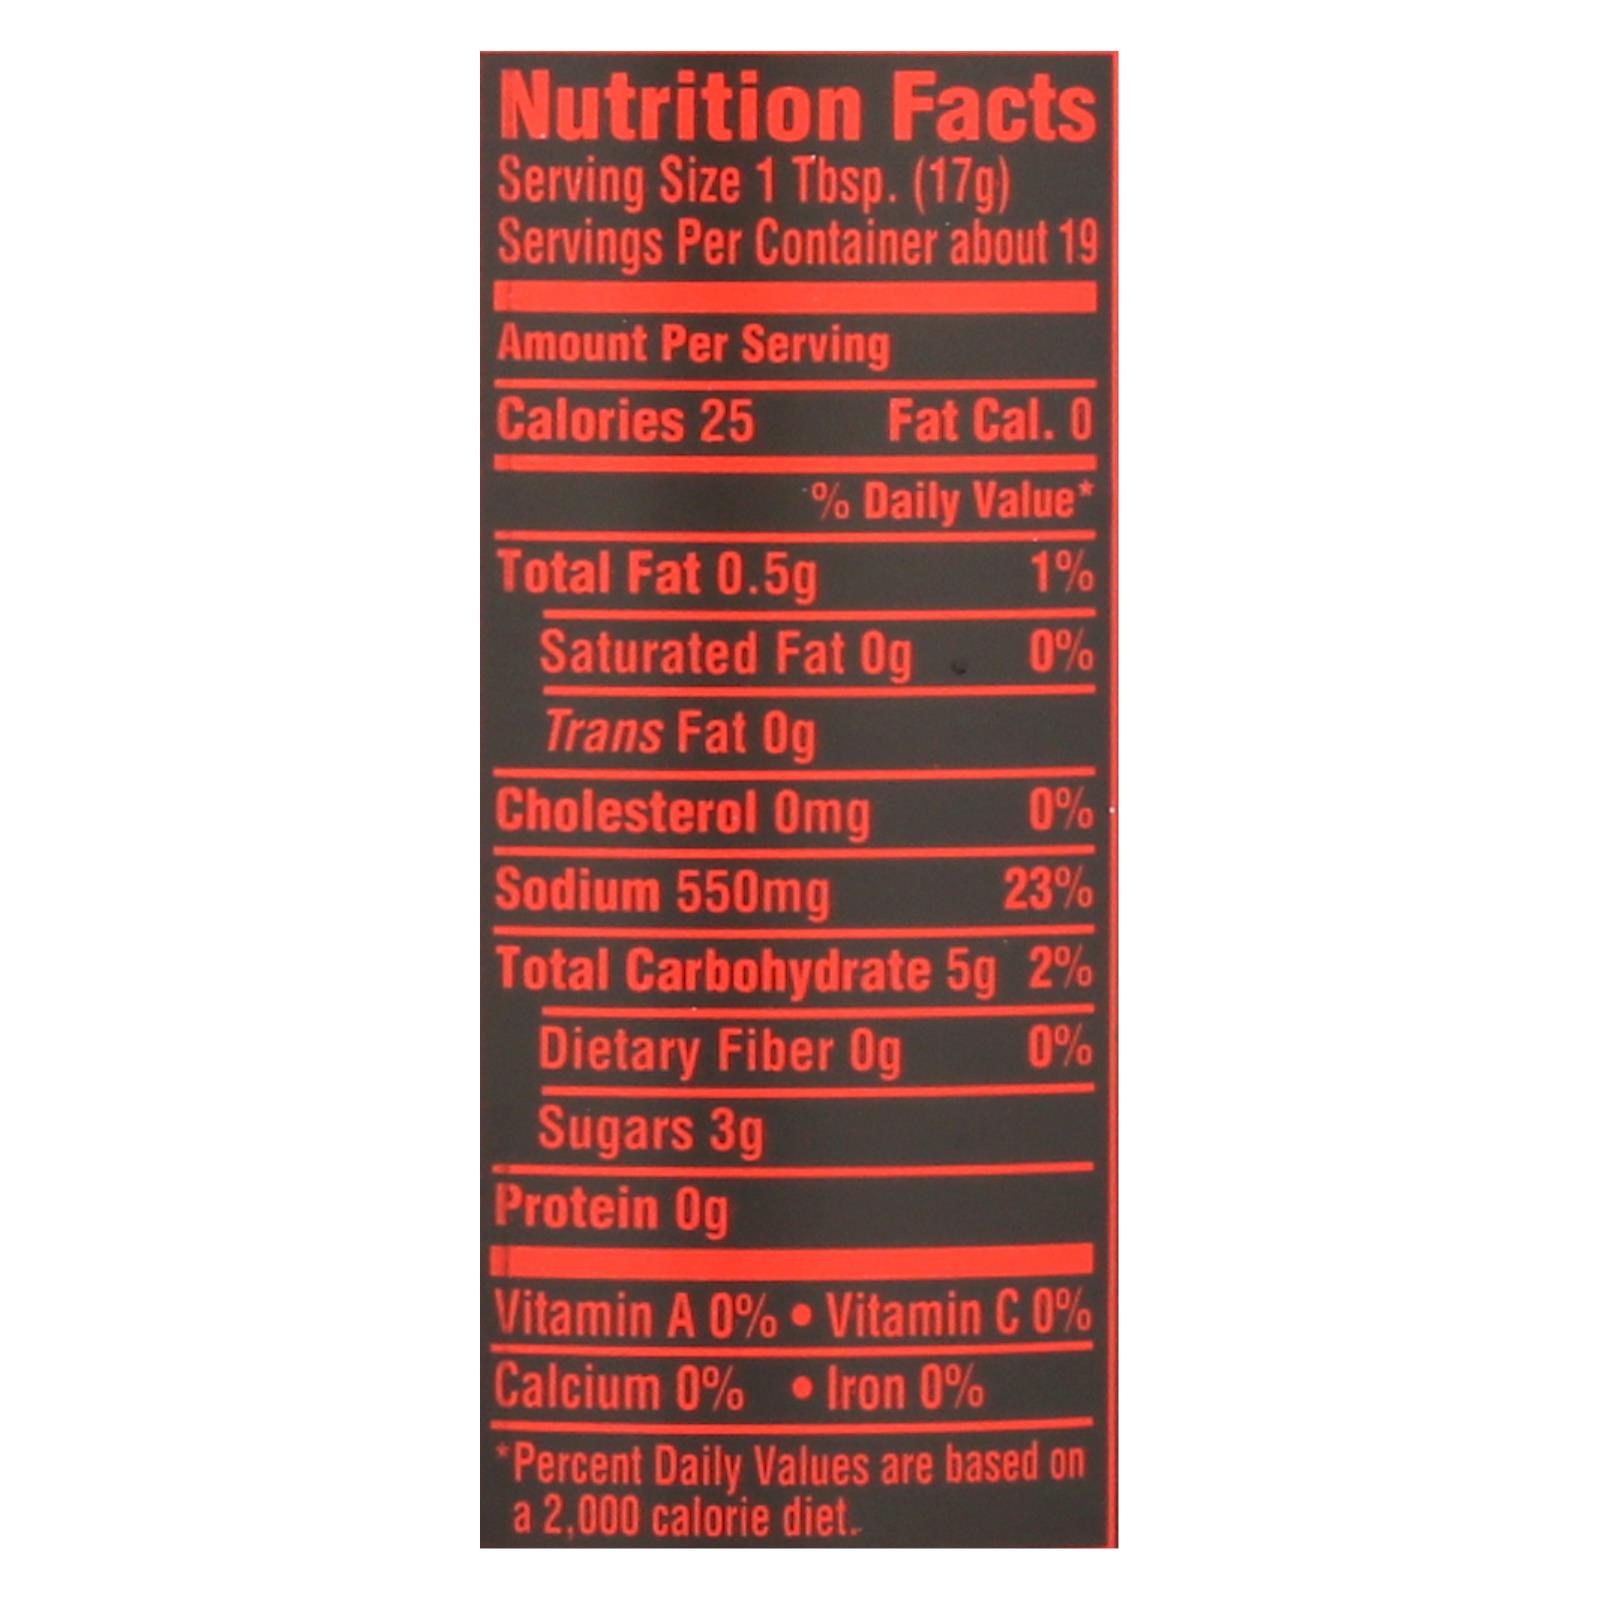 Nutrition Facts
Serving Size 1 Tbsp. (17g)
Servings Per Container about 19
Amount Per Serving
Calories 25 Fat Cal. 0
% Daily Value*
Total Fat 0.5g 1%
Saturated Fat 0g 0%
Trans Fat 0g
Cholesterol 0mg 0%
Sodium 550mg 23%
Total Carbohydrate 5g 2%
Dietary Fiber 0g 0%
Sugars 3g
Protein 0g
Vitamin A 0% • Vitamin C 0%
Calcium 0% • Iron 0%
*Percent Daily Values are based on
a 2,000 calorie diet.